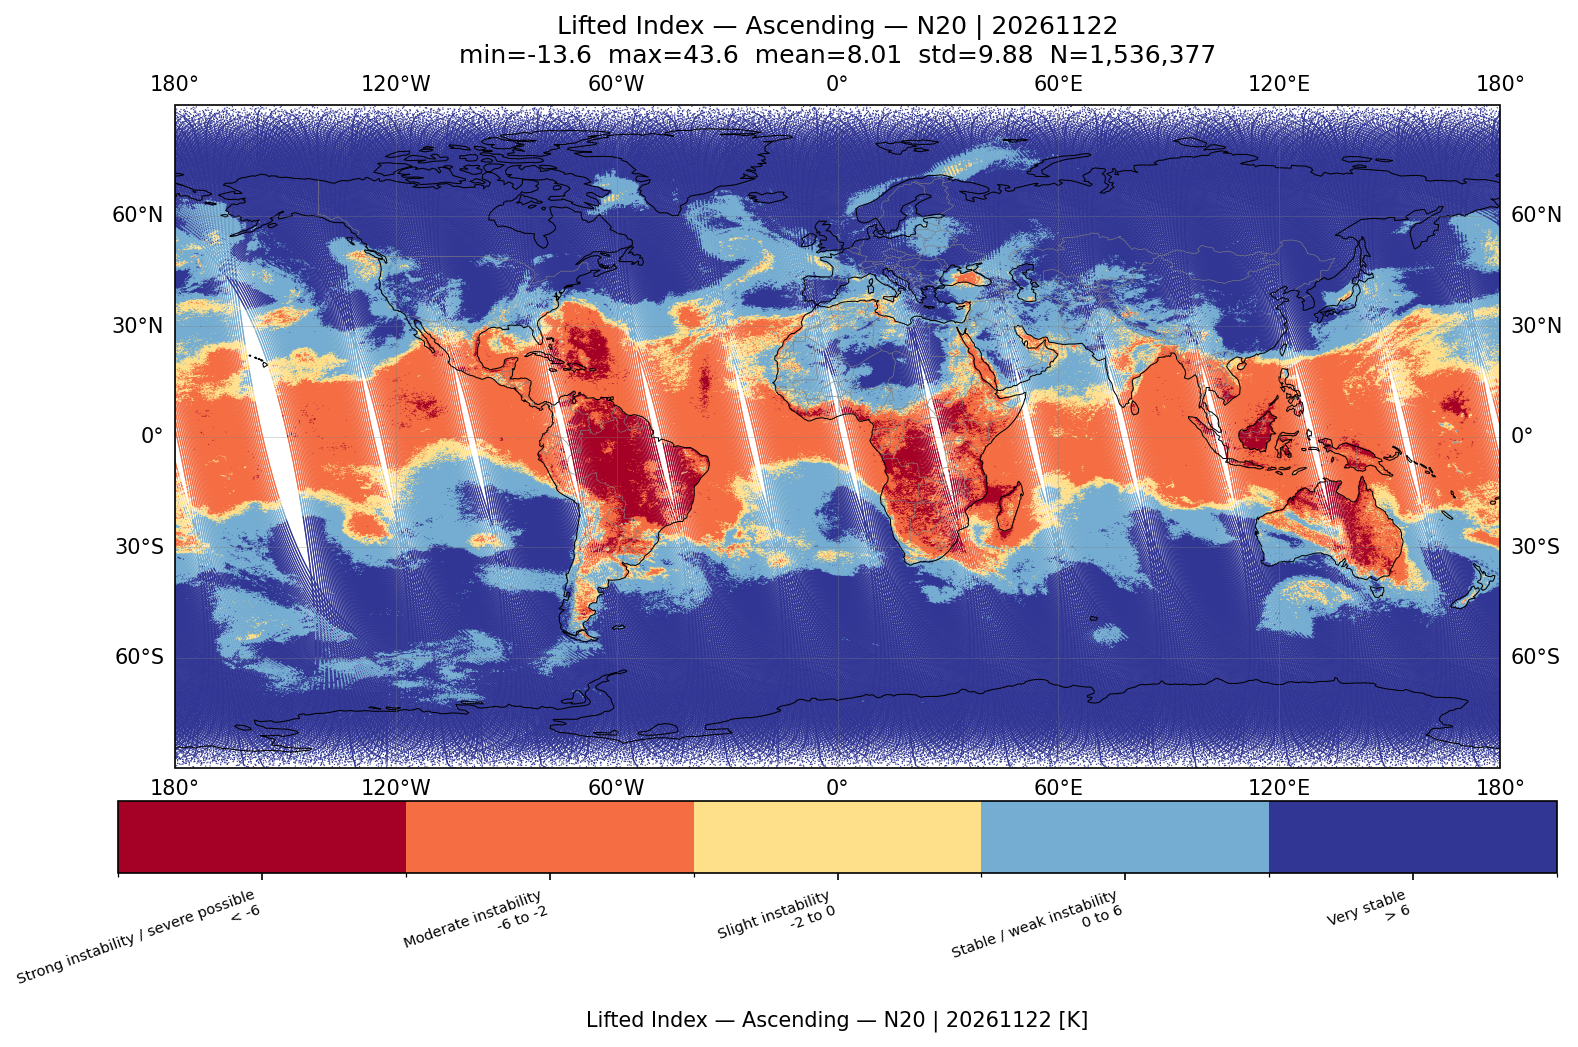 Lifted Index — Ascending — N20 | 20261122
min=-13.6  max=43.6  mean=8.01  std=9.88  N=1,536,377
180° 120°W 60°W 0° 60°E 120°E 180°
60°N 60°N
30°N 30°N
0° 0°
30°S 30°S
60°S 60°S
180° 120°W 60°W 0° 60°E 120°E 180°
Strong instability / severe possible
< -6
Moderate instability
-6 to -2
Slight instability
-2 to 0
Stable / weak instability
0 to 6
Very stable
> 6
Lifted Index — Ascending — N20 | 20261122 [K]